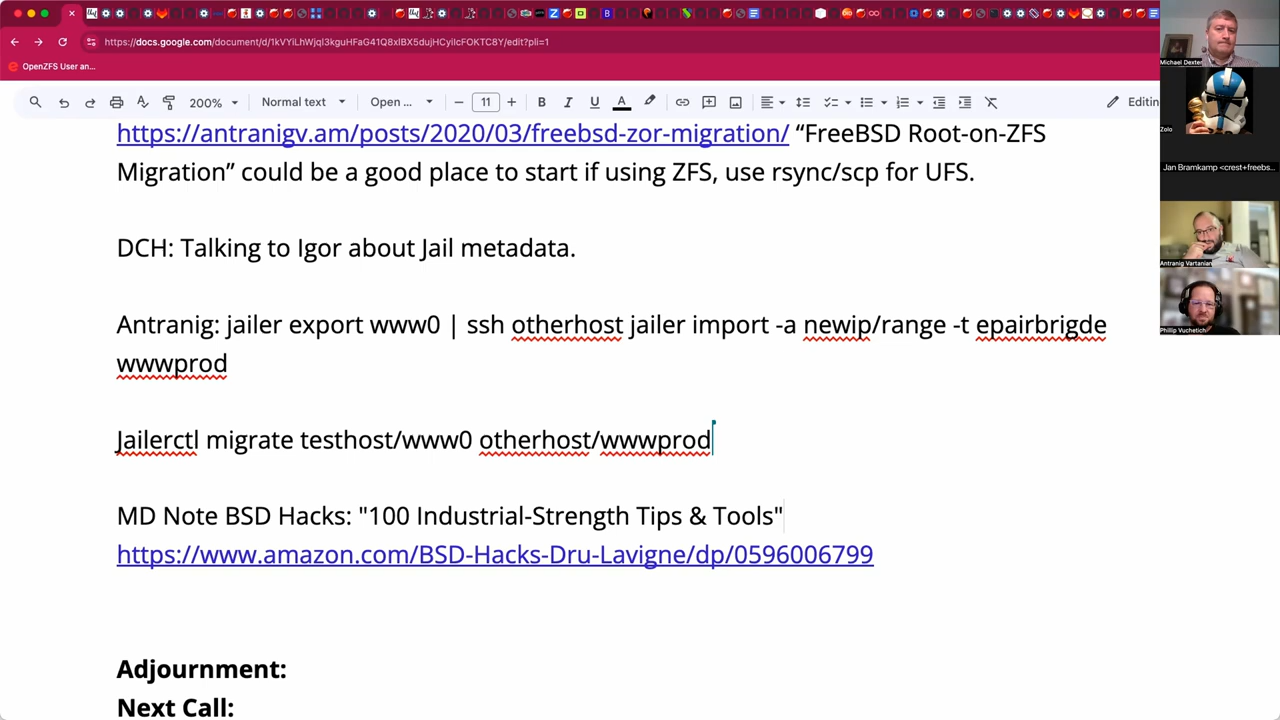 https://docs.google.com/document/d/1kVYiLhWjqI3kguHFaG41Q8xIBX5dujHCyiIcFOKTC8Y/edit?pli=1
OpenZFS User an...
200%
Normal text
Open ...
11
B
I
U
A
Editin
https://antranigv.am/posts/2020/03/freebsd-zor-migration/ “FreeBSD Root-on-ZFS
Migration” could be a good place to start if using ZFS, use rsync/scp for UFS.
DCH: Talking to Igor about Jail metadata.
Antranig: jailer export www0 | ssh otherhost jailer import -a newip/range -t epairbrigde
wwwprod
Jailerctl migrate testhost/www0 otherhost/wwwprod
MD Note BSD Hacks: "100 Industrial-Strength Tips & Tools"
https://www.amazon.com/BSD-Hacks-Dru-Lavigne/dp/0596006799
Adjournment:
Next Call:
Michael Dexter
Zolo
Jan Bramkamp <crest+freebs...
Antranig Vartanian
Phillip Vuchetich